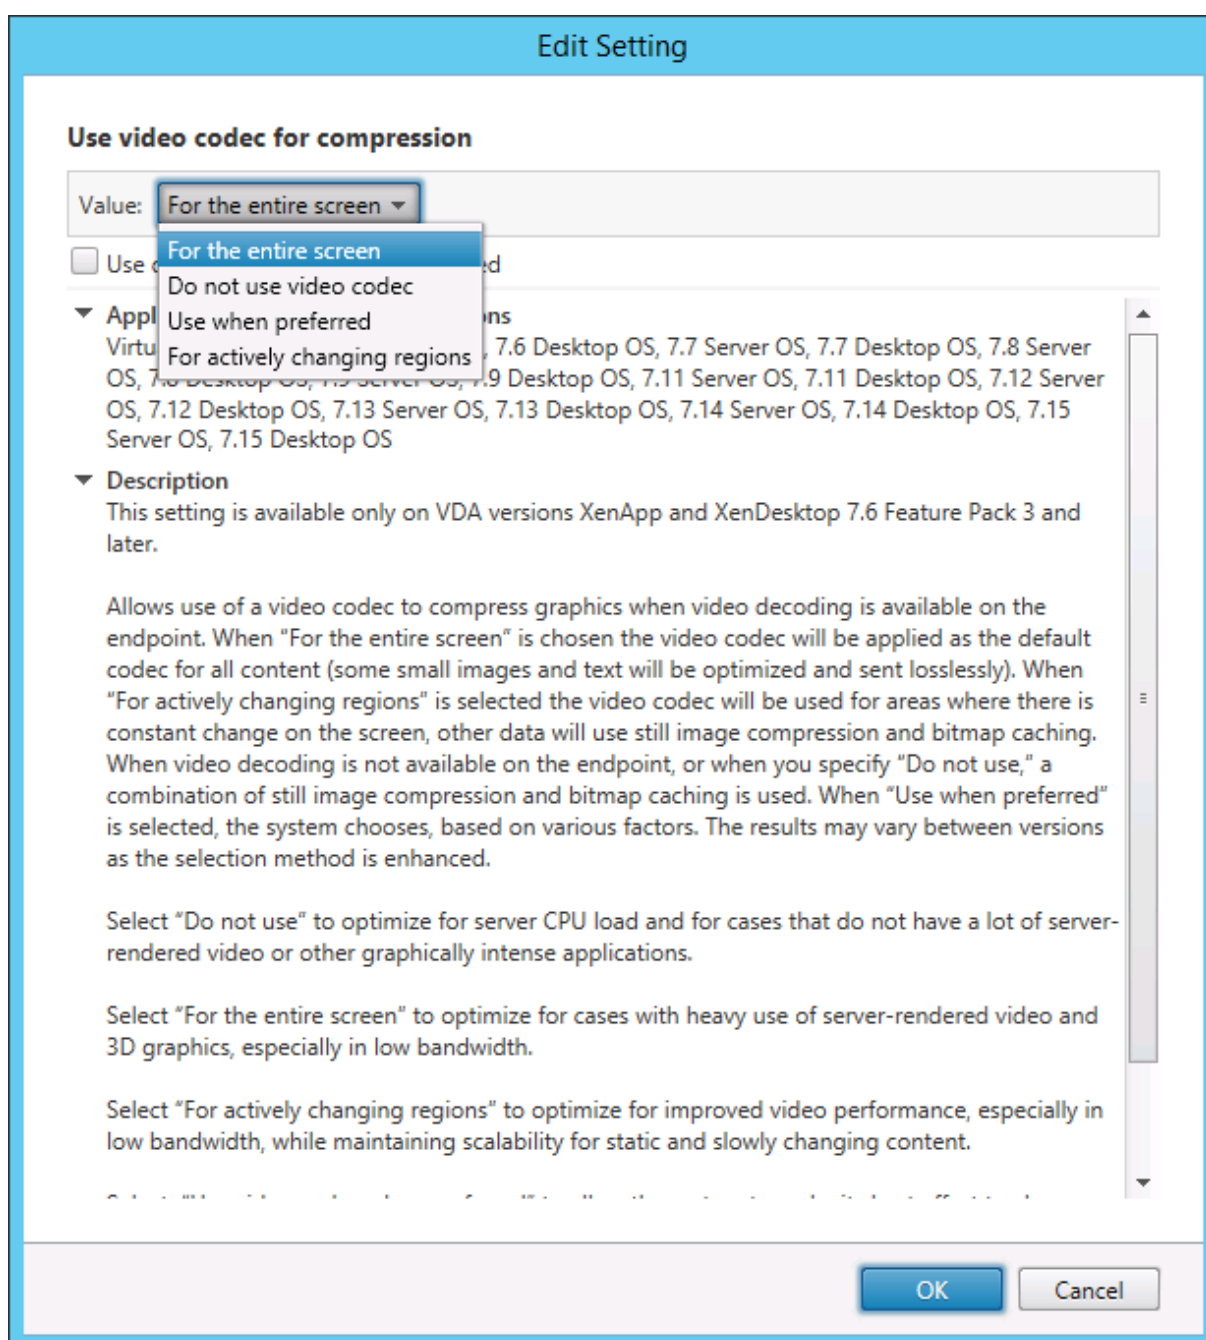 Edit Setting
Use video codec for compression
Value: For the entire screen
For the entire screen
Use ed
Do not use video codec
Appl ns
Use when preferred
Virtu , 7.6 Desktop OS, 7.7 Server OS, 7.7 Desktop OS, 7.8 Server
For actively changing regions
OS, 7.9 Desktop OS, 7.11 Server OS, 7.11 Desktop OS, 7.12 Server
OS, 7.12 Desktop OS, 7.13 Server OS, 7.13 Desktop OS, 7.14 Server OS, 7.14 Desktop OS, 7.15
Server OS, 7.15 Desktop OS
Description
This setting is available only on VDA versions XenApp and XenDesktop 7.6 Feature Pack 3 and
later.
Allows use of a video codec to compress graphics when video decoding is available on the
endpoint. When “For the entire screen” is chosen the video codec will be applied as the default
codec for all content (some small images and text will be optimized and sent losslessly). When
“For actively changing regions” is selected the video codec will be used for areas where there is
constant change on the screen, other data will use still image compression and bitmap caching.
When video decoding is not available on the endpoint, or when you specify “Do not use,” a
combination of still image compression and bitmap caching is used. When “Use when preferred”
is selected, the system chooses, based on various factors. The results may vary between versions
as the selection method is enhanced.
Select “Do not use” to optimize for server CPU load and for cases that do not have a lot of server-
rendered video or other graphically intense applications.
Select “For the entire screen” to optimize for cases with heavy use of server-rendered video and
3D graphics, especially in low bandwidth.
Select “For actively changing regions” to optimize for improved video performance, especially in
low bandwidth, while maintaining scalability for static and slowly changing content.
OK Cancel